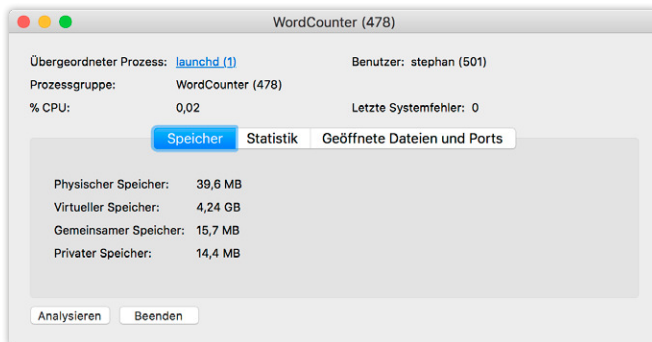 WordCounter (478)
Übergeordneter Prozess: launchd (1) Benutzer: stephan (501)
Prozessgruppe: WordCounter (478)
% CPU: 0,02 Letzte Systemfehler: 0
Speicher Statistik Geöffnete Dateien und Ports
Physischer Speicher: 39,6 MB
Virtueller Speicher: 4,24 GB
Gemeinsamer Speicher: 15,7 MB
Privater Speicher: 14,4 MB
Analysieren Beenden